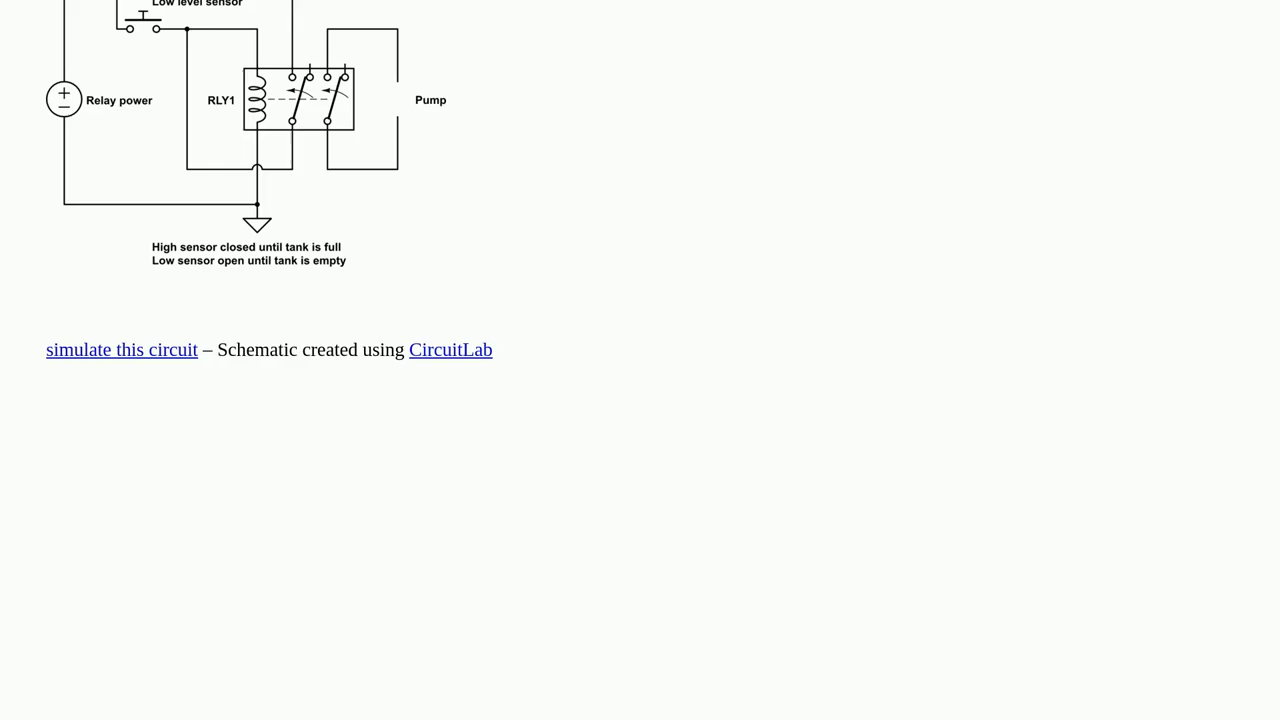 Low level sensor
Relay power
RLY1
Pump
High sensor closed until tank is full
Low sensor open until tank is empty
simulate this circuit – Schematic created using CircuitLab